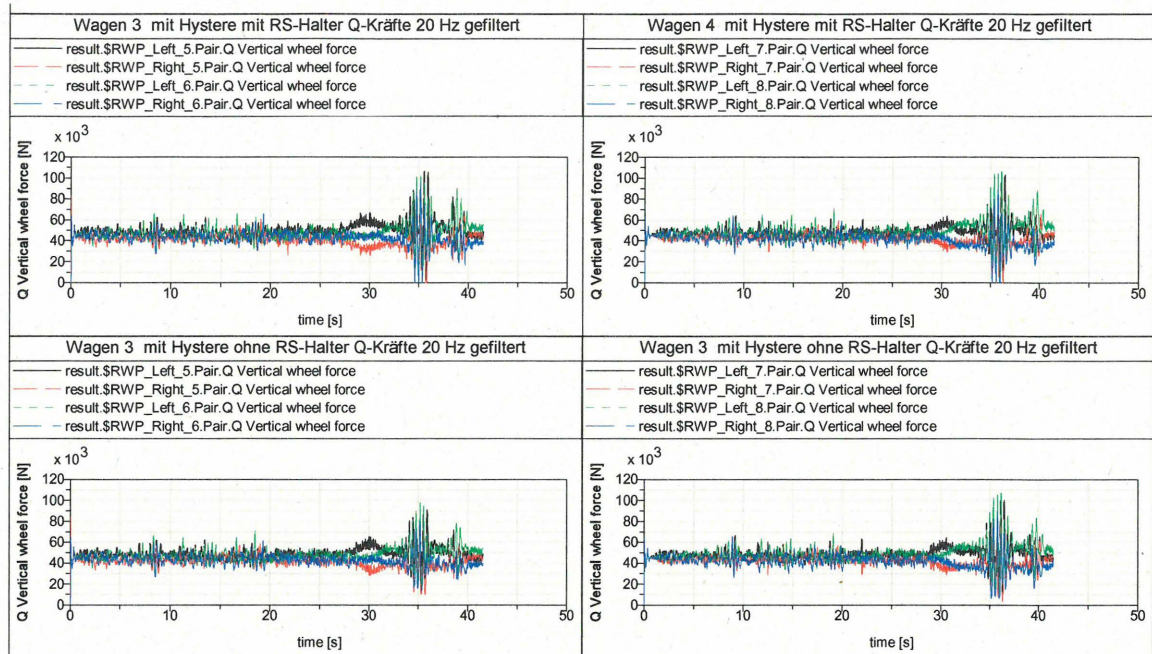 Wagen 3 mit Hystere mit RS-Halter Q-Kräfte 20 Hz gefiltert
result.$RWP_Left_5.Pair.Q Vertical wheel force
result.$RWP_Right_5.Pair.Q Vertical wheel force
result.$RWP_Left_6.Pair.Q Vertical wheel force
result.$RWP_Right_6.Pair.Q Vertical wheel force
x 10³
Q Vertical wheel force [N]
120
100
80
60
40
20
0
0 10 20 30 40 50
time [s]
Wagen 4 mit Hystere mit RS-Halter Q-Kräfte 20 Hz gefiltert
result.$RWP_Left_7.Pair.Q Vertical wheel force
result.$RWP_Right_7.Pair.Q Vertical wheel force
result.$RWP_Left_8.Pair.Q Vertical wheel force
result.$RWP_Right_8.Pair.Q Vertical wheel force
x 10³
Q Vertical wheel force [N]
120
100
80
60
40
20
0
0 10 20 30 40 50
time [s]
Wagen 3 mit Hystere ohne RS-Halter Q-Kräfte 20 Hz gefiltert
result.$RWP_Left_5.Pair.Q Vertical wheel force
result.$RWP_Right_5.Pair.Q Vertical wheel force
result.$RWP_Left_6.Pair.Q Vertical wheel force
result.$RWP_Right_6.Pair.Q Vertical wheel force
x 10³
Q Vertical wheel force [N]
120
100
80
60
40
20
0
0 10 20 30 40 50
time [s]
Wagen 3 mit Hystere ohne RS-Halter Q-Kräfte 20 Hz gefiltert
result.$RWP_Left_7.Pair.Q Vertical wheel force
result.$RWP_Right_7.Pair.Q Vertical wheel force
result.$RWP_Left_8.Pair.Q Vertical wheel force
result.$RWP_Right_8.Pair.Q Vertical wheel force
x 10³
Q Vertical wheel force [N]
120
100
80
60
40
20
0
0 10 20 30 40 50
time [s]